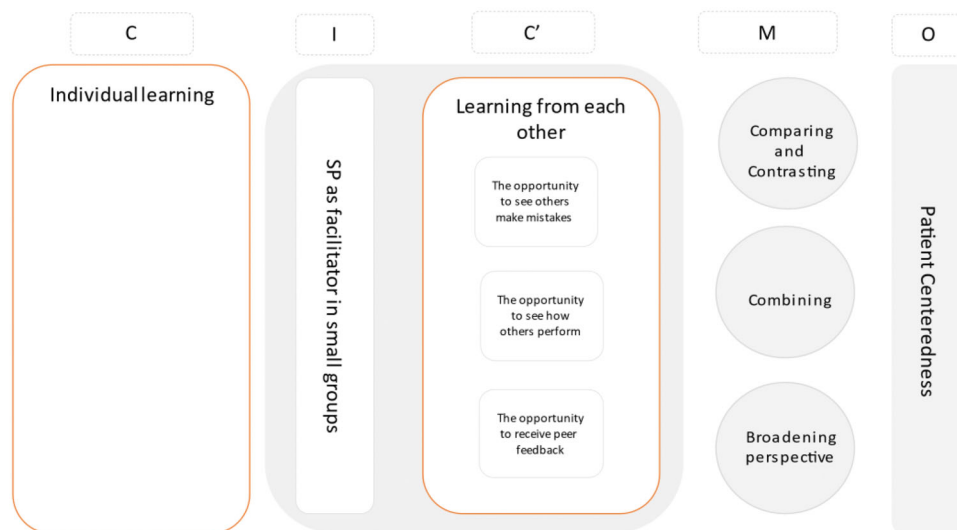 C
I
C’
M
O
Individual learning
SP as facilitator in small groups
Learning from each
other
The opportunity
to see others
make mistakes
The opportunity
to see how
others perform
The opportunity
to receive peer
feedback
Comparing
and
Contrasting
Combining
Broadening
perspective
Patient Centeredness